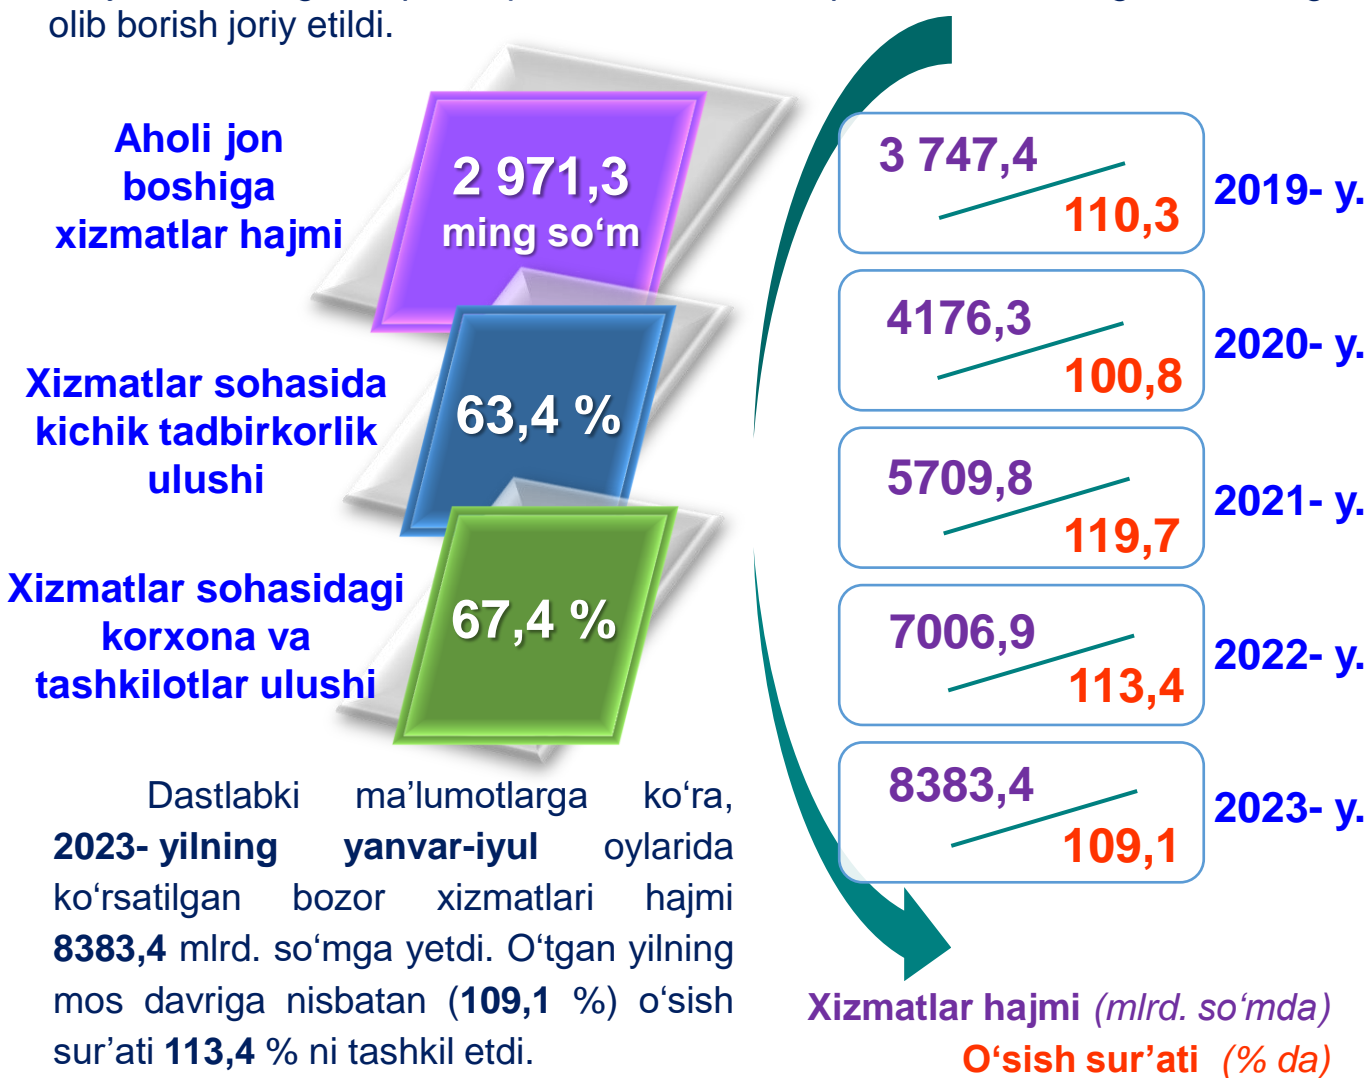 olib borish joriy etildi.
Aholi jon
boshiga
xizmatlar hajmi
2 971,3
ming so‘m
Xizmatlar sohasida
kichik tadbirkorlik
ulushi
63,4 %
Xizmatlar sohasidagi
korxona va
tashkilotlar ulushi
67,4 %
Dastlabki ma’lumotlarga ko‘ra,
2023- yilning yanvar-iyul oylarida
ko‘rsatilgan bozor xizmatlari hajmi
8383,4 mlrd. so‘mga yetdi. O‘tgan yilning
mos davriga nisbatan (109,1 %) o‘sish
sur’ati 113,4 % ni tashkil etdi.
3 747,4
110,3
2019- y.
4176,3
100,8
2020- y.
5709,8
119,7
2021- y.
7006,9
113,4
2022- y.
8383,4
109,1
2023- y.
Xizmatlar hajmi (mlrd. so‘mda)
O‘sish sur’ati (% da)